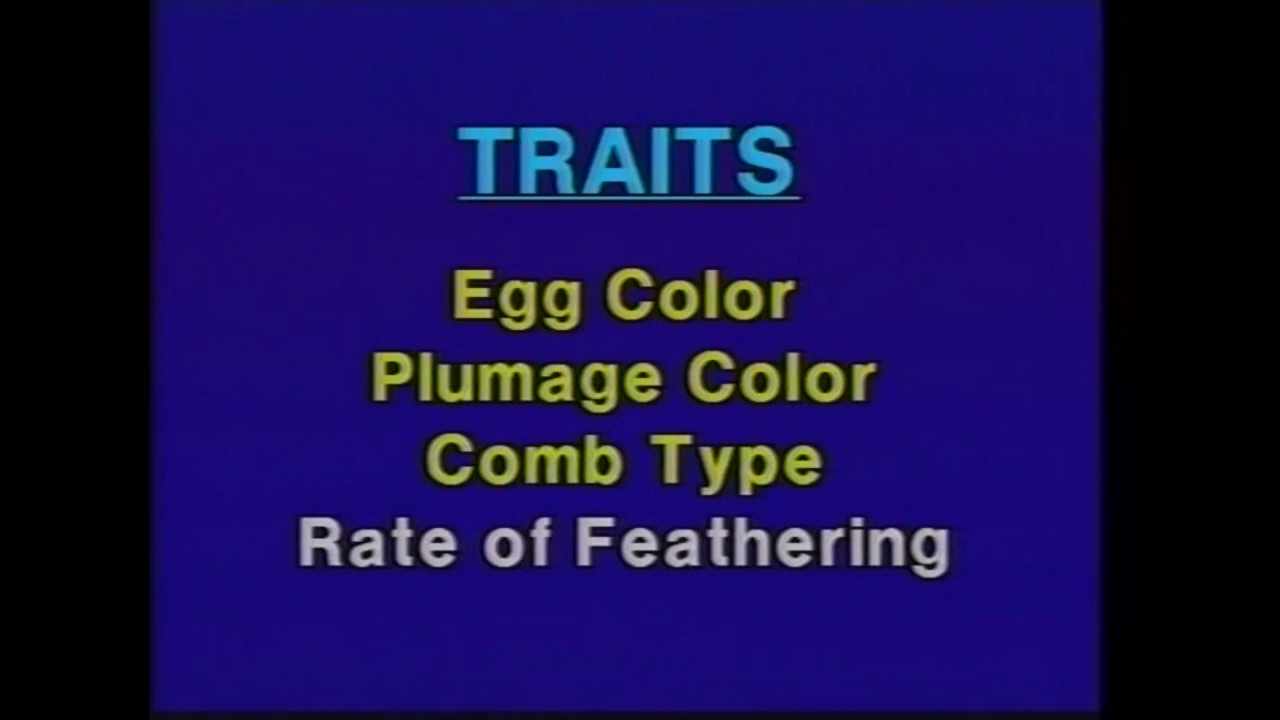 TRAITS
Egg Color
Plumage Color
Comb Type
Rate of Feathering